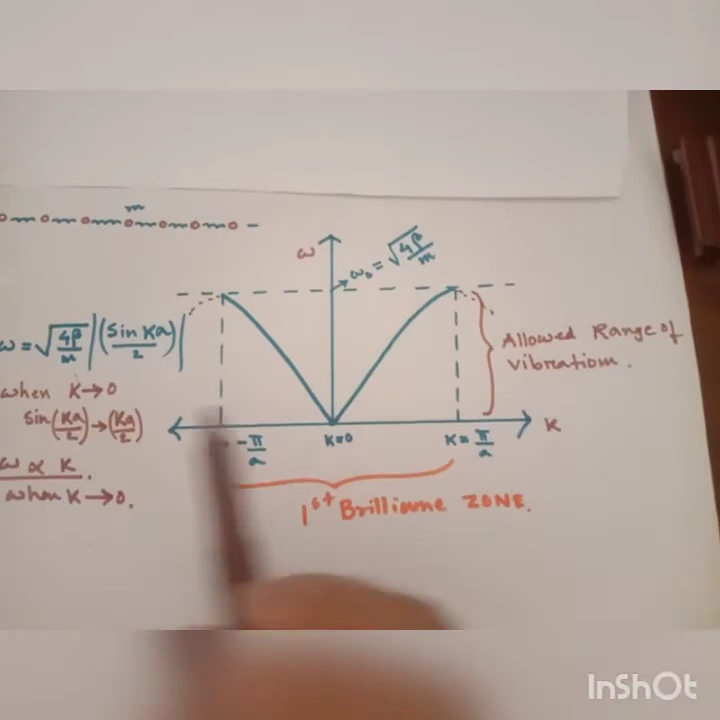 m
ω
ω₀ = √(4β/m)
ω = √(4β/m) |(Sin Ka)/2|
Allowed Range of
vibration.
when K→0
Sin(Ka/2) → (Ka/2)
ω ∝ K.
when K→0.
-π/a
K=0
K = π/a
K
1st Brillioune ZONE.
InShOt